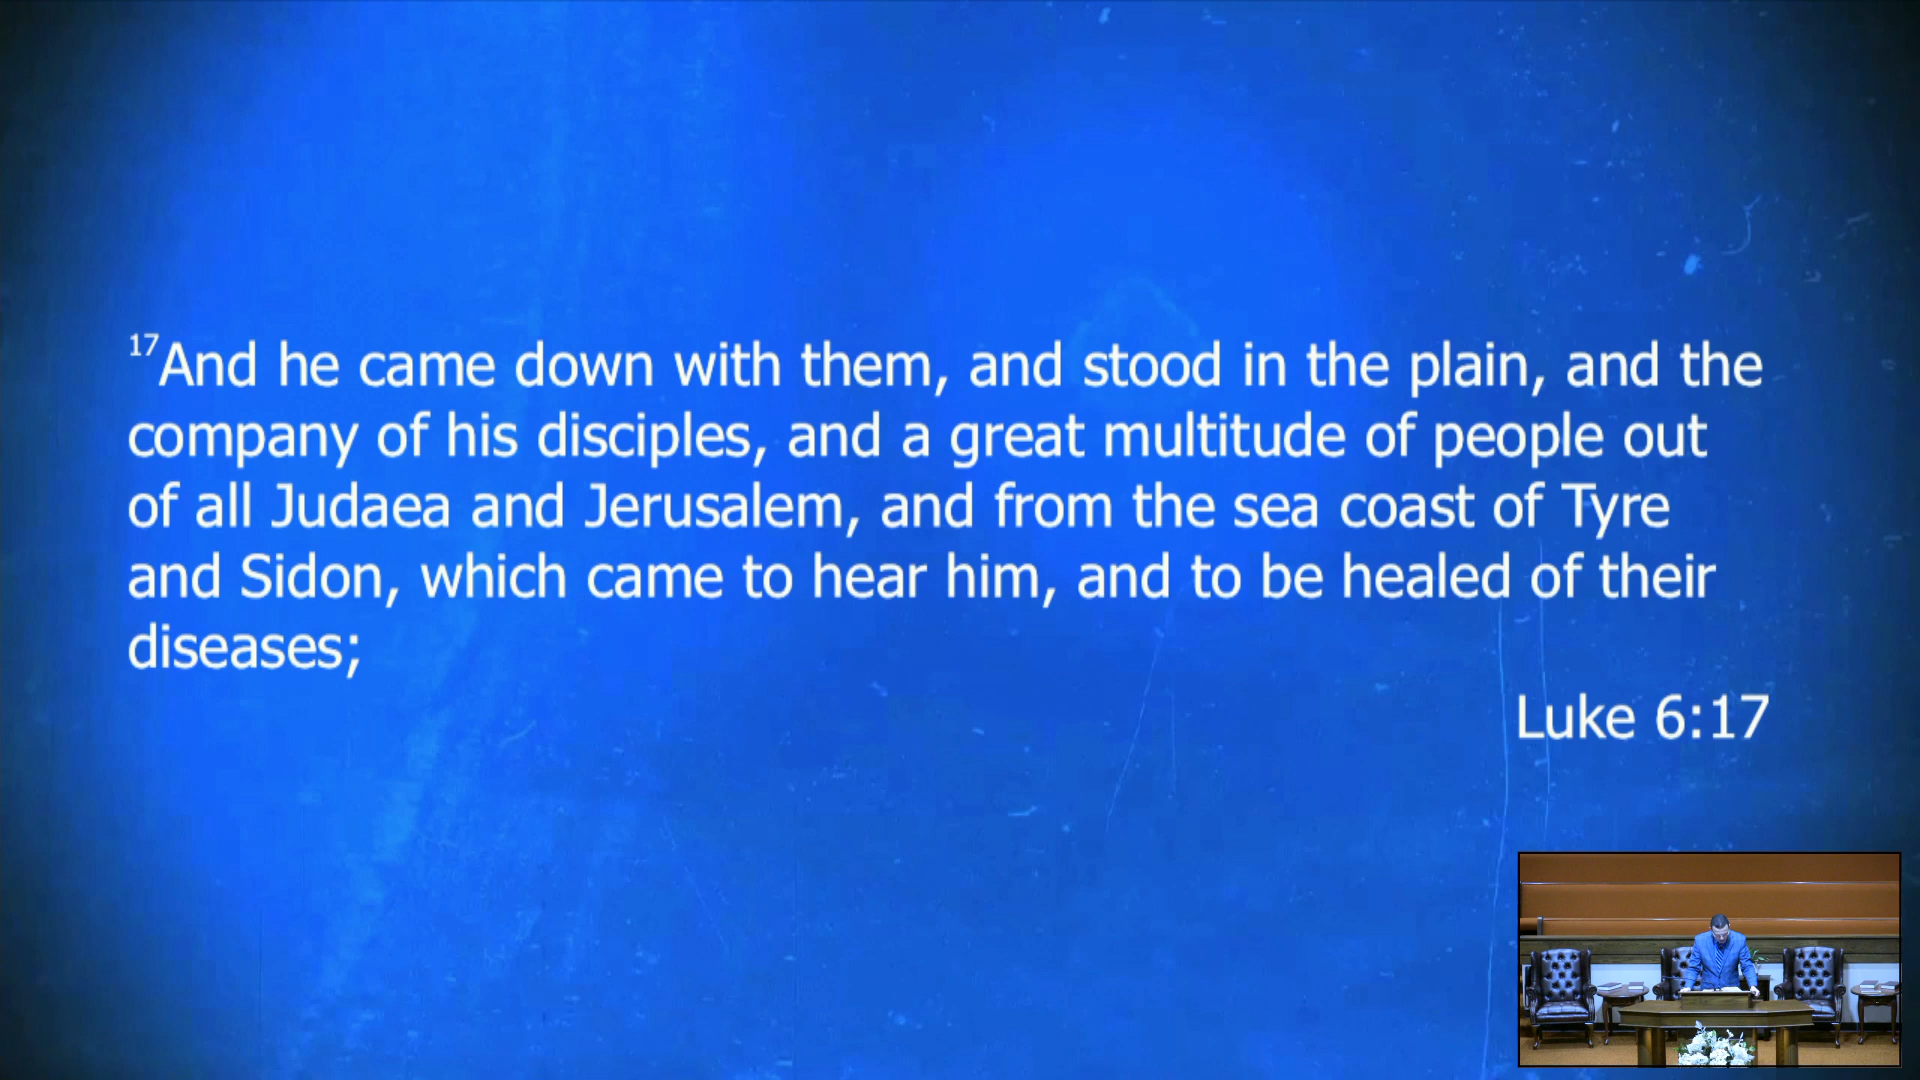 17And he came down with them, and stood in the plain, and the
company of his disciples, and a great multitude of people out
of all Judaea and Jerusalem, and from the sea coast of Tyre
and Sidon, which came to hear him, and to be healed of their
diseases;
Luke 6:17